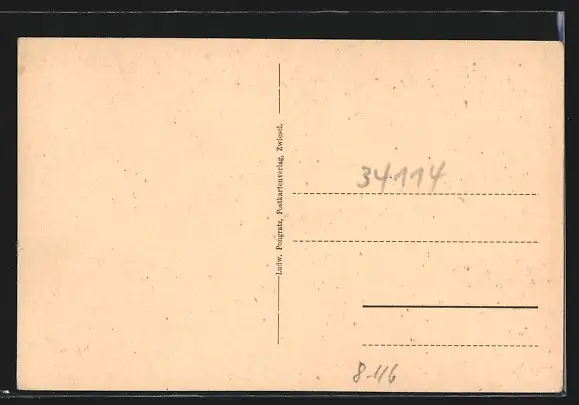 Ludw. Pongratz, Postkartenverlag, Zwiesel.
34114
8-116